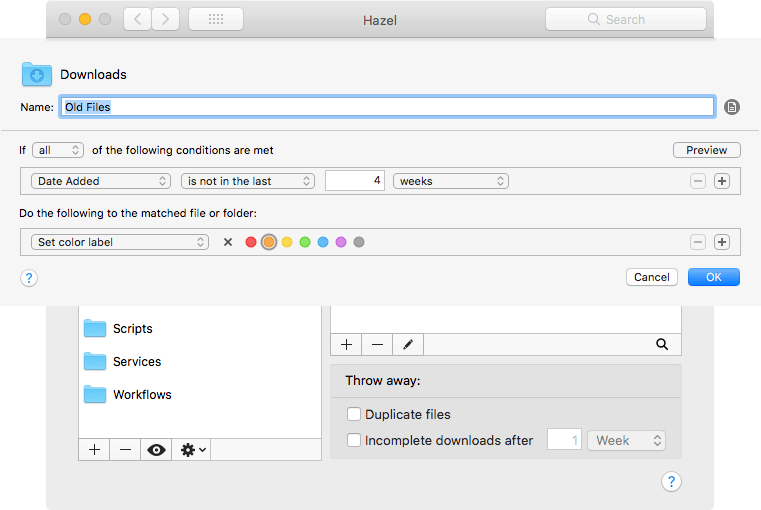 Hazel
Search
Downloads
Name: Old Files
If all of the following conditions are met Preview
Date Added is not in the last 4 weeks
Do the following to the matched file or folder:
Set color label
? Cancel OK
Scripts
Services
Workflows
Throw away:
Duplicate files
Incomplete downloads after 1 Week
?